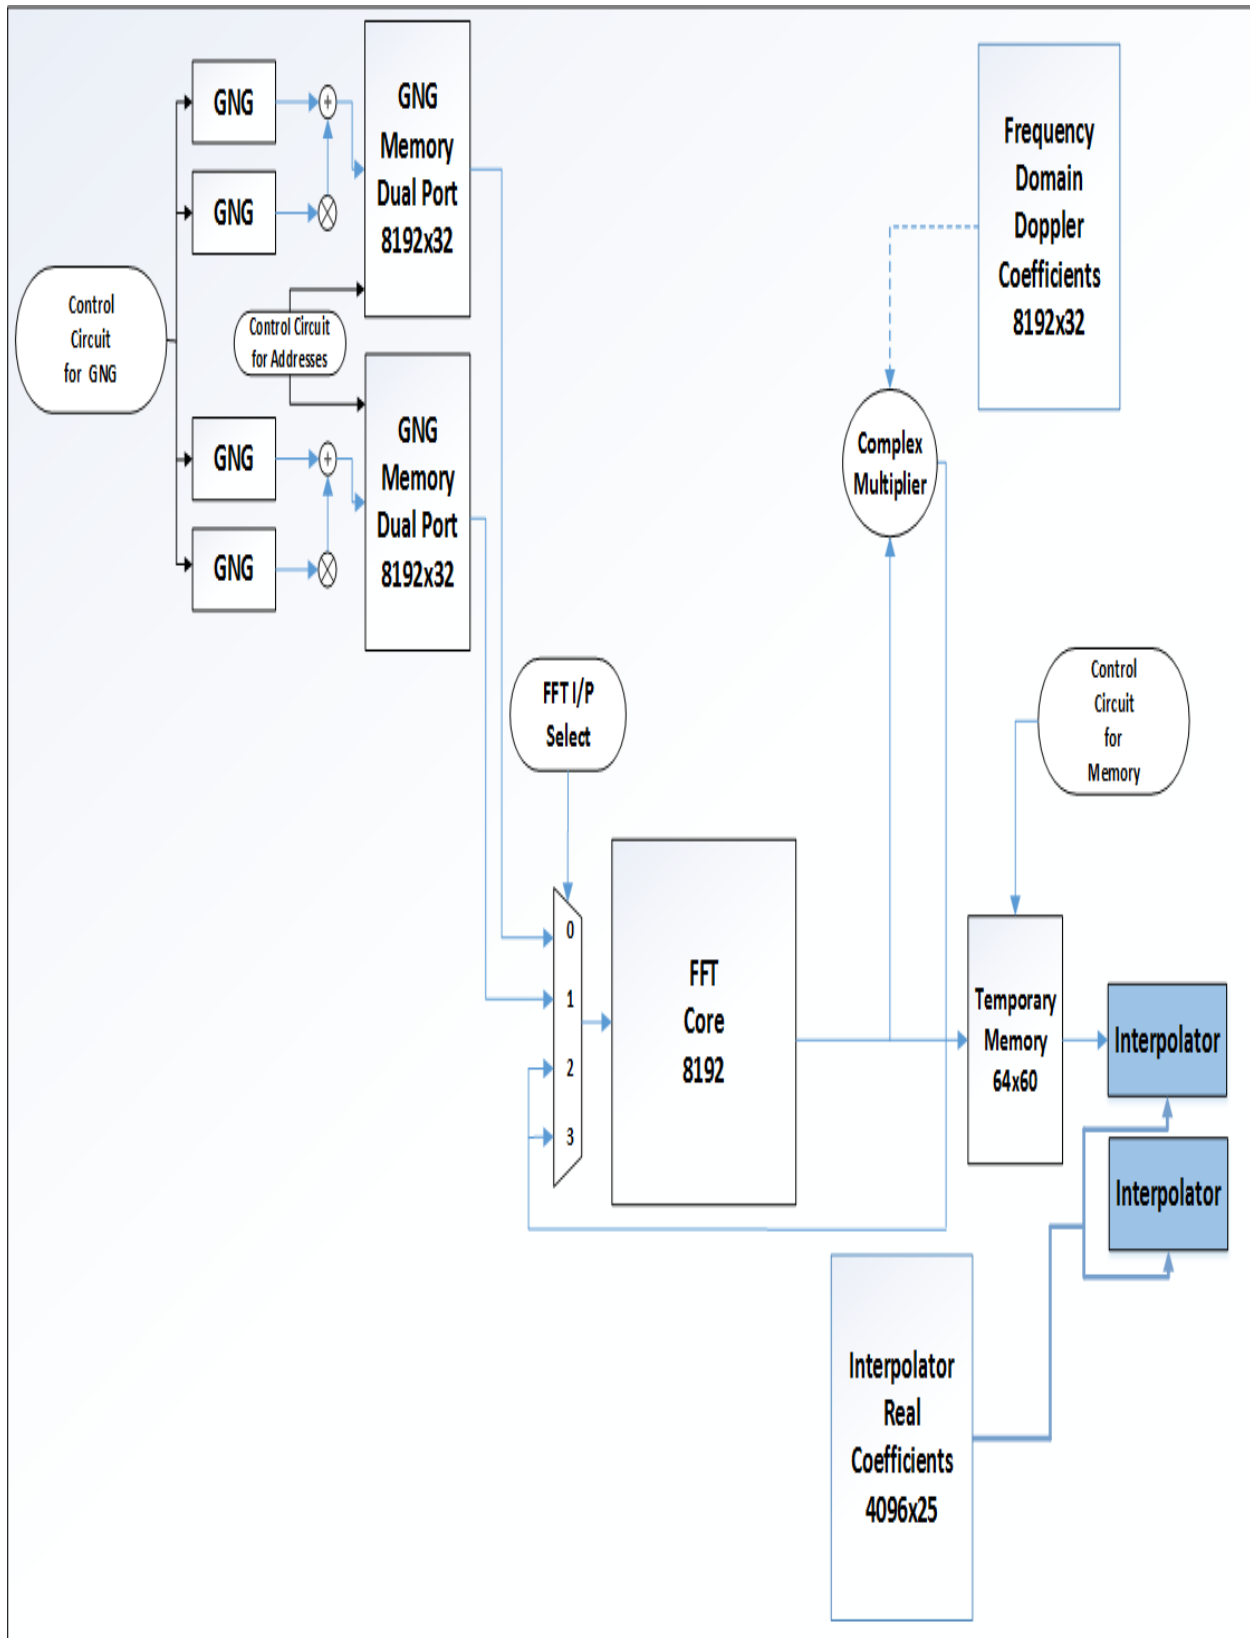 GNG
GNG
Control
Circuit
for GNG
GNG
Memory
Dual Port
8192x32
Control Circuit
for Addresses
GNG
GNG
GNG
Memory
Dual Port
8192x32
Frequency
Domain
Doppler
Coefficients
8192x32
Complex
Multiplier
FFT I/P
Select
0
1
2
3
FFT
Core
8192
Control
Circuit
for
Memory
Temporary
Memory
64x60
Interpolator
Interpolator
Interpolator
Real
Coefficients
4096x25